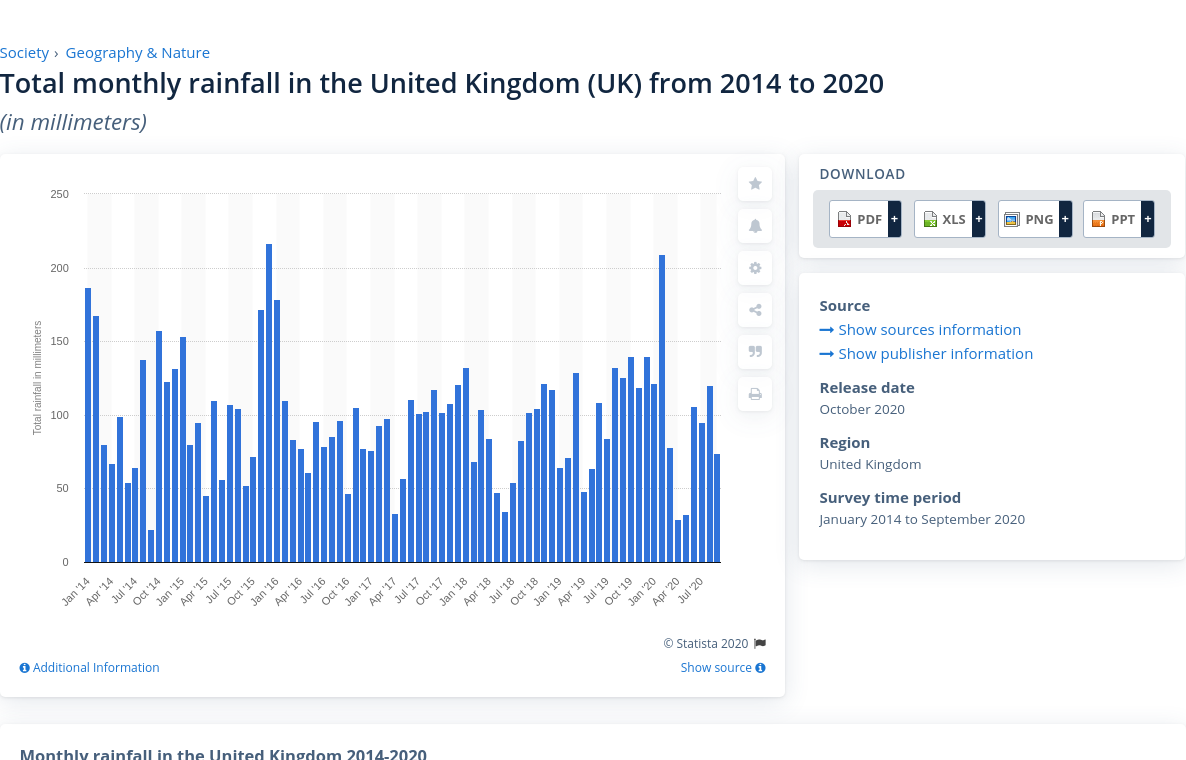 Society › Geography & Nature
Total monthly rainfall in the United Kingdom (UK) from 2014 to 2020
(in millimeters)
250
200
150
100
50
0
Total rainfall in millimeters
Jan '14
Apr '14
Jul '14
Oct '14
Jan '15
Apr '15
Jul '15
Oct '15
Jan '16
Apr '16
Jul '16
Oct '16
Jan '17
Apr '17
Jul '17
Oct '17
Jan '18
Apr '18
Jul '18
Oct '18
Jan '19
Apr '19
Jul '19
Oct '19
Jan '20
Apr '20
Jul '20
© Statista 2020
Additional Information
Show source
DOWNLOAD
PDF + XLS + PNG + PPT +
Source
Show sources information
Show publisher information
Release date
October 2020
Region
United Kingdom
Survey time period
January 2014 to September 2020
Monthly rainfall in the United Kingdom 2014-2020